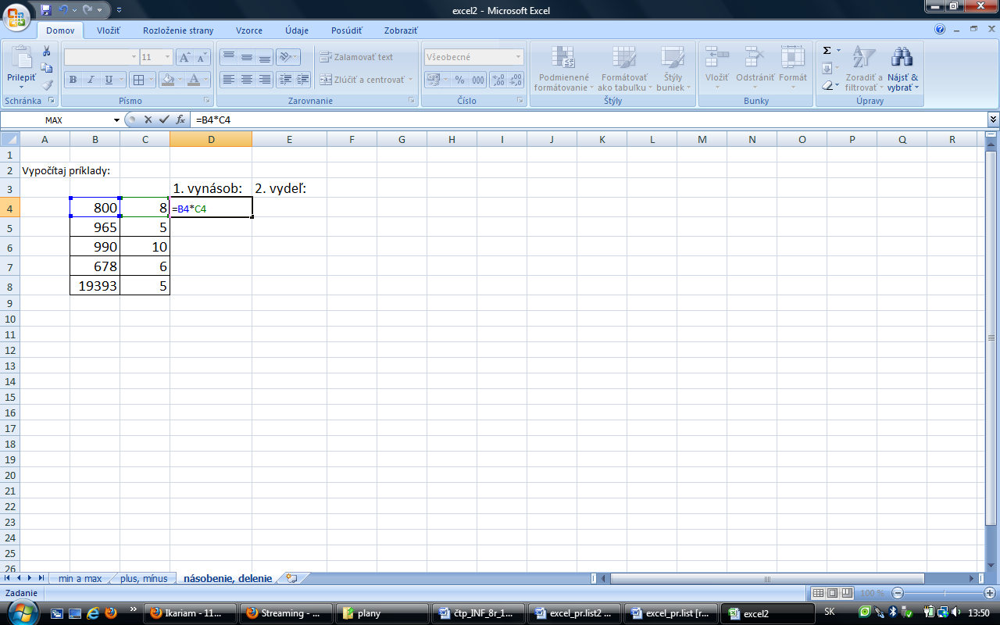 excel2 - Microsoft Excel
Domov Vložiť Rozloženie strany Vzorce Údaje Posúdiť Zobraziť
Prilepiť
Schránka
11
B I U
Písmo
Zalamovať text
Zlúčiť a centrovať
Zarovnanie
Všeobecné
% 000
Číslo
Podmienené formátovanie
Formátovať ako tabuľku
Štýly buniek
Štýly
Vložiť Odstrániť Formát
Bunky
Σ
Zoradiť a filtrovať
Nájsť & vybrať
Úpravy
MAX fx =B4*C4
A B C D E F G H I J K L M N O P Q R
1
2 Vypočítaj príklady:
3 1. vynásob: 2. vydeľ:
4 800 8 =B4*C4
5 965 5
6 990 10
7 678 6
8 19393 5
9
10
11
12
13
14
15
16
17
18
19
20
21
22
23
24
25
26
min a max plus, mínus násobenie, delenie
Zadanie 100 %
Ikariam - 11... Streaming - ... plany čtp_INF_8r_1... excel_pr.list2 ... excel_pr.list [r... excel2 SK 13:50